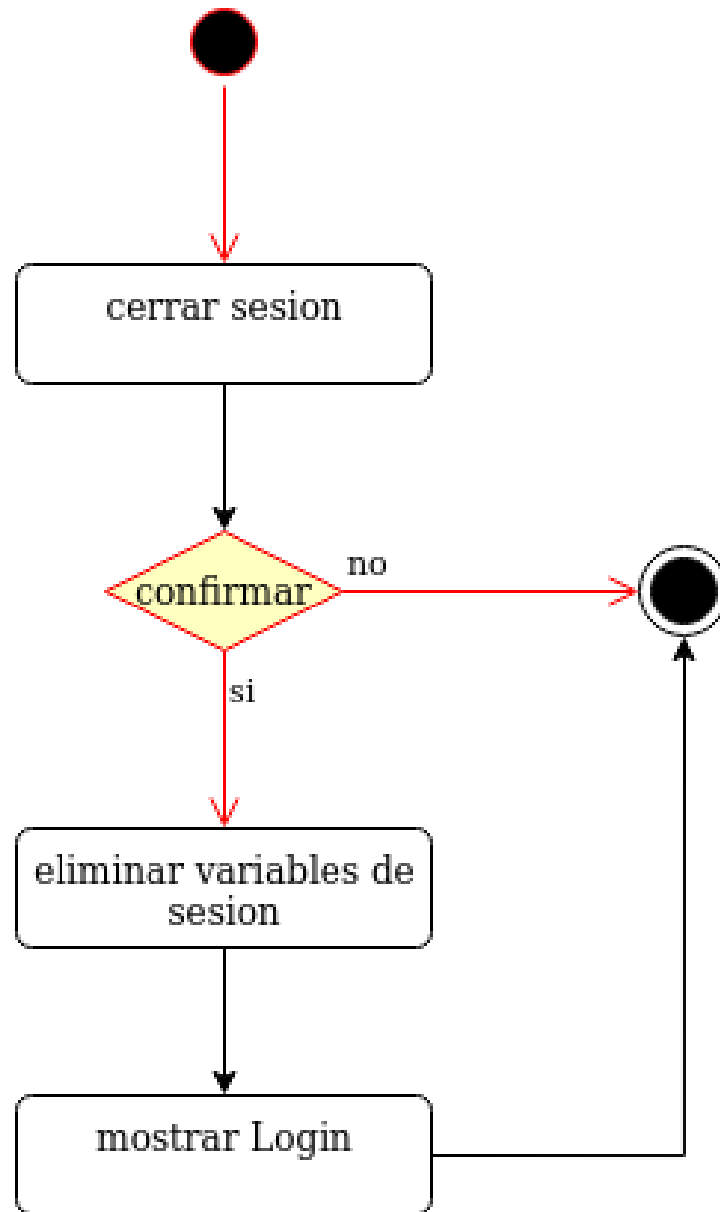 cerrar sesion
confirmar
no
si
eliminar variables de
sesion
mostrar Login